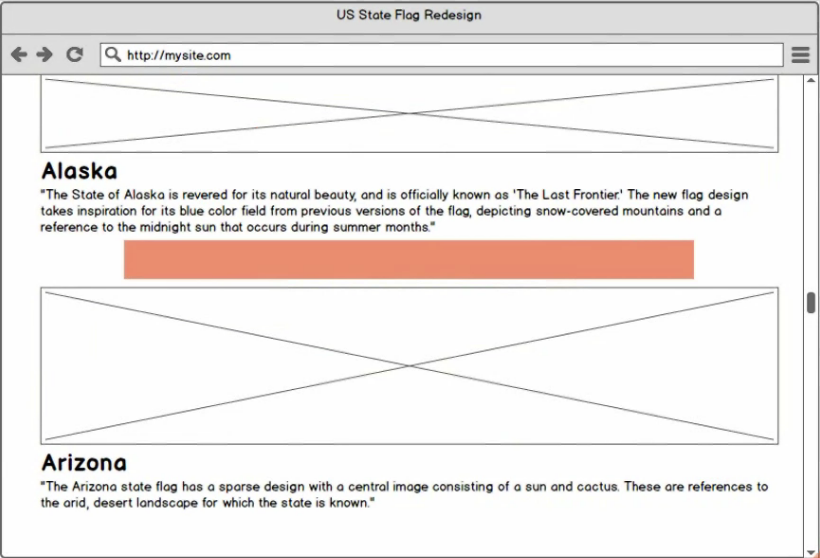 US State Flag Redesign
http://mysite.com
Alaska
"The State of Alaska is revered for its natural beauty, and is officially known as 'The Last Frontier.' The new flag design
takes inspiration for its blue color field from previous versions of the flag, depicting snow-covered mountains and a
reference to the midnight sun that occurs during summer months."
Arizona
"The Arizona state flag has a sparse design with a central image consisting of a sun and cactus. These are references to
the arid, desert landscape for which the state is known."